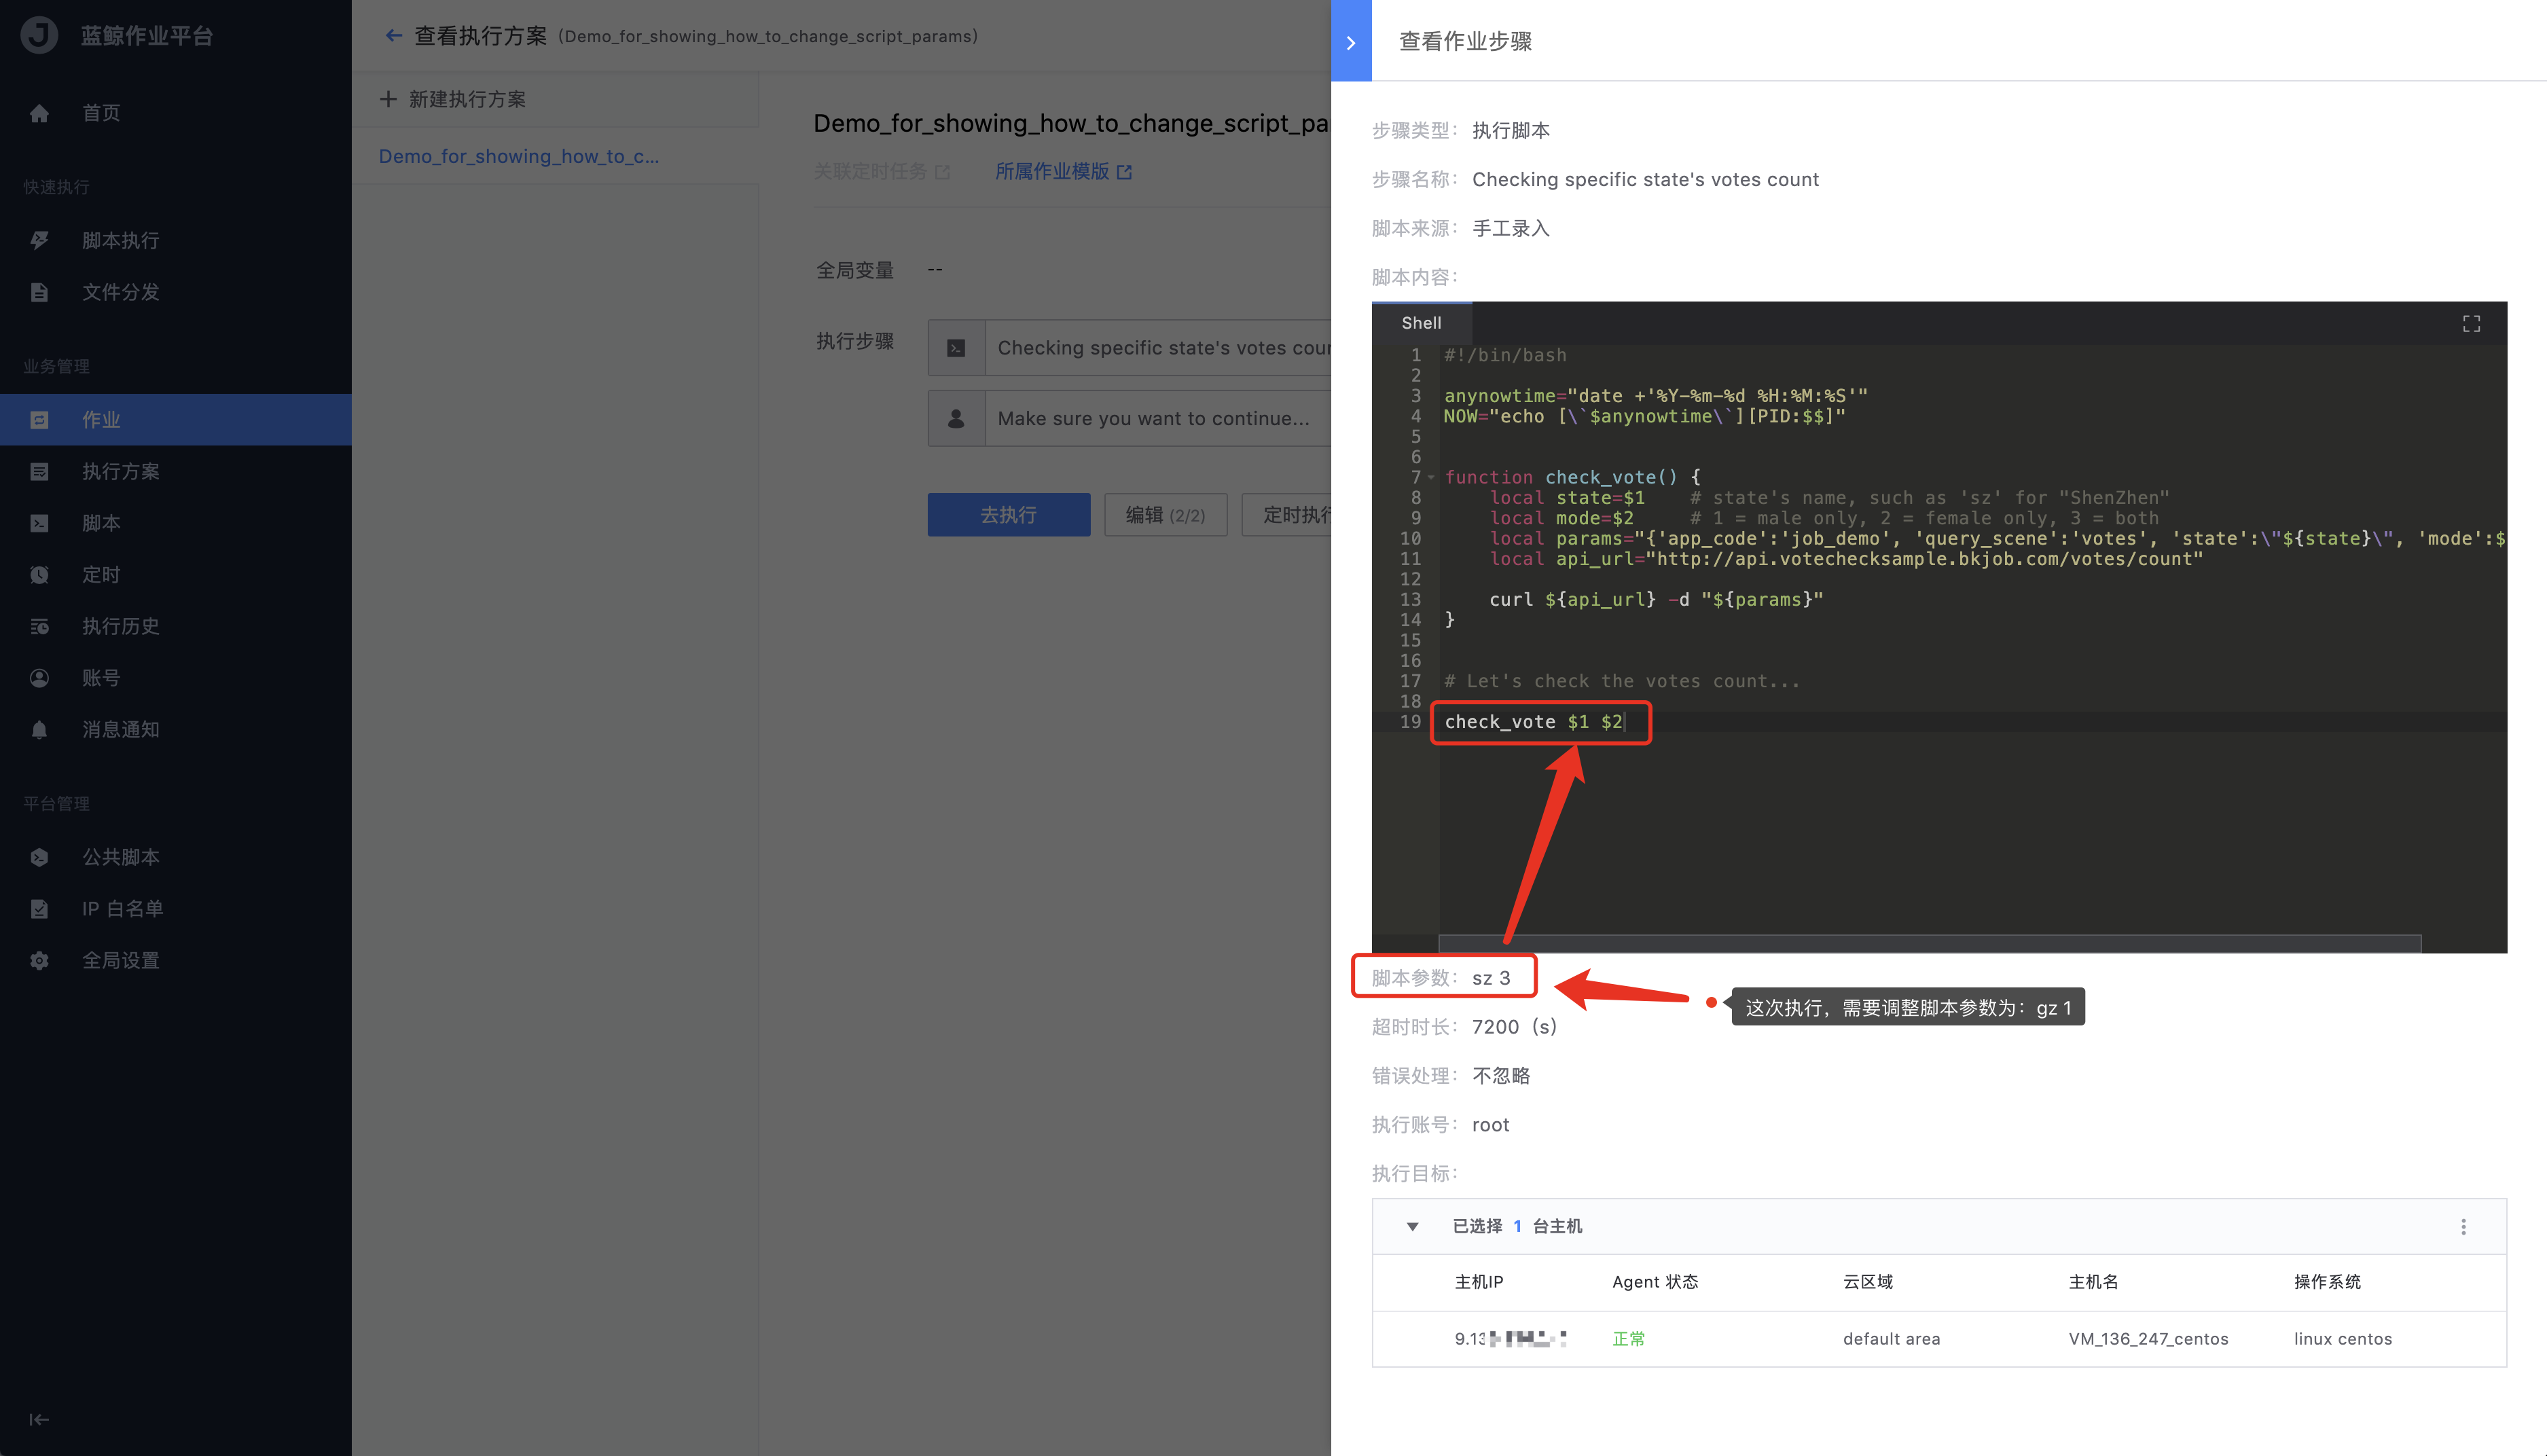 蓝鲸作业平台
首页
快速执行
脚本执行
文件分发
业务管理
作业
执行方案
脚本
定时
执行历史
账号
消息通知
平台管理
公共脚本
IP 白名单
全局设置
查看执行方案 (Demo_for_showing_how_to_change_script_params)
新建执行方案
Demo_for_showing_how_to_c...
Demo_for_showing_how_to_change_script_pa
关联定时任务 所属作业模版
全局变量 --
执行步骤
Checking specific state's votes cou
Make sure you want to continue...
去执行 编辑 (2/2) 定时执行
查看作业步骤
步骤类型: 执行脚本
步骤名称: Checking specific state's votes count
脚本来源: 手工录入
脚本内容:
Shell
1 #!/bin/bash
2
3 anynowtime="date +'%Y-%m-%d %H:%M:%S'"
4 NOW="echo [\`$anynowtime\`][PID:$$]"
5
6
7 function check_vote() {
8 local state=$1 # state's name, such as 'sz' for "ShenZhen"
9 local mode=$2 # 1 = male only, 2 = female only, 3 = both
10 local params="{'app_code':'job_demo', 'query_scene':'votes', 'state':\"${state}\", 'mode':$
11 local api_url="http://api.votechecksample.bkjob.com/votes/count"
12
13 curl ${api_url} -d "${params}"
14 }
15
16
17 # Let's check the votes count...
18
19 check_vote $1 $2
脚本参数: sz 3
这次执行，需要调整脚本参数为：gz 1
超时时长: 7200（s）
错误处理: 不忽略
执行账号: root
执行目标:
已选择 1 台主机
主机IP Agent 状态 云区域 主机名 操作系统
9.13 正常 default area VM_136_247_centos linux centos